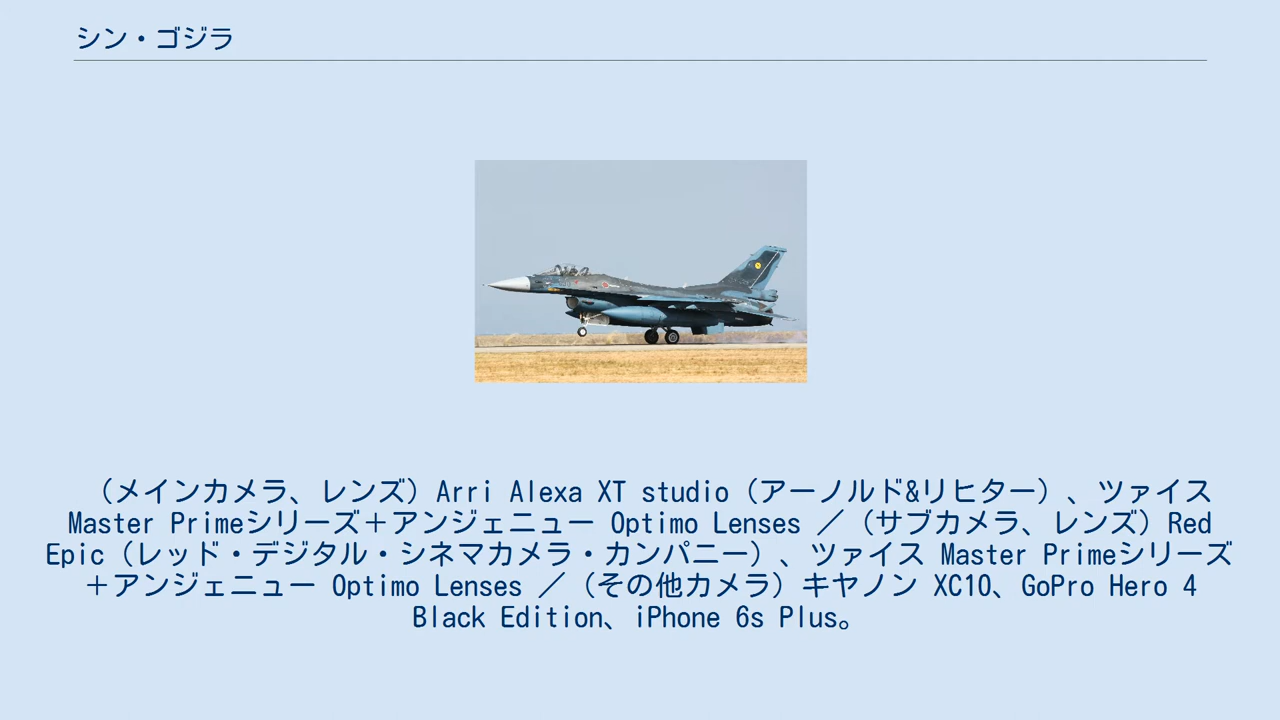 シン・ゴジラ
（メインカメラ、レンズ）Arri Alexa XT studio（アーノルド&リヒター）、ツァイス
Master Primeシリーズ＋アンジェニュー Optimo Lenses ／（サブカメラ、レンズ）Red
Epic（レッド・デジタル・シネマカメラ・カンパニー）、ツァイス Master Primeシリーズ
＋アンジェニュー Optimo Lenses ／（その他カメラ）キヤノン XC10、GoPro Hero 4
Black Edition、iPhone 6s Plus。